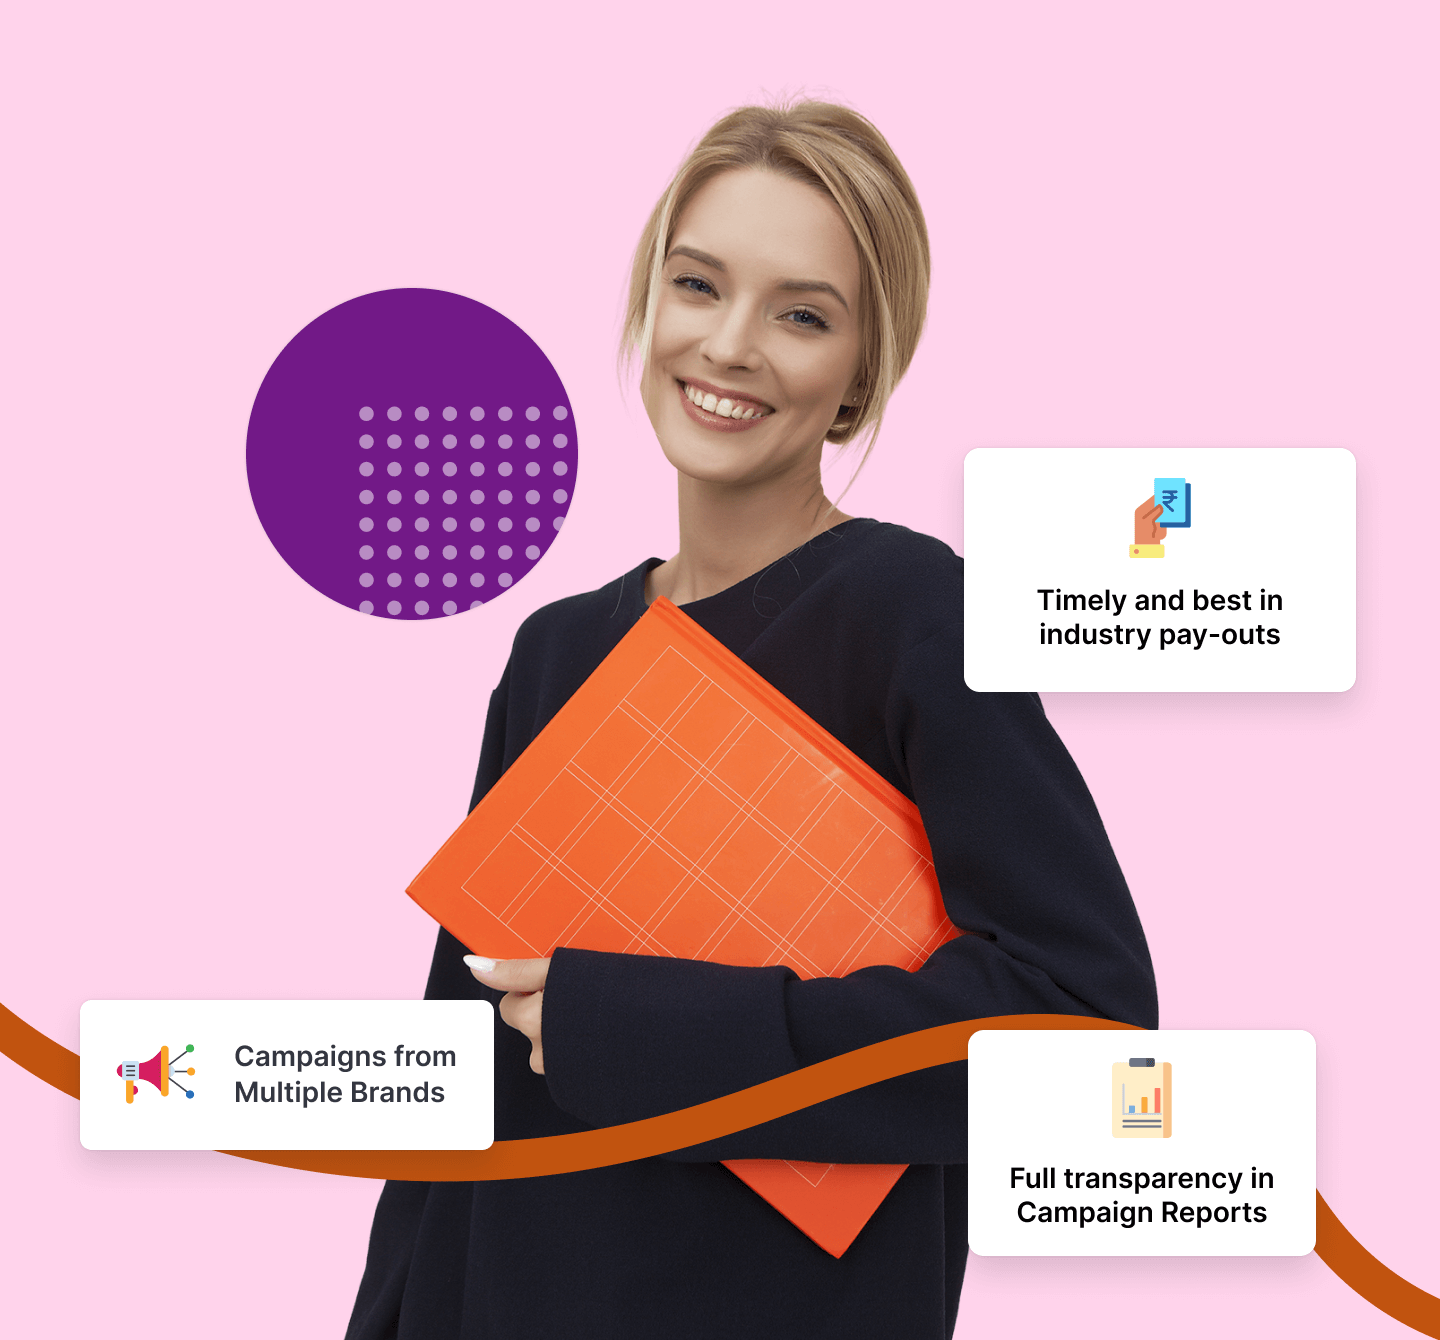 ₹
Timely and best in
industry pay-outs
Campaigns from
Multiple Brands
Full transparency in
Campaign Reports